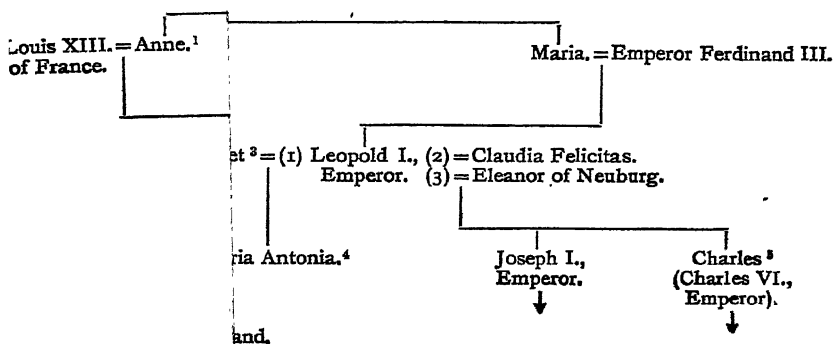 Louis XIII. = Anne.¹ Maria. = Emperor Ferdinand III.
of France.
et ³ = (1) Leopold I., (2) = Claudia Felicitas.
Emperor. (3) = Eleanor of Neuburg.
ria Antonia.⁴ Joseph I., Charles ⁵
Emperor. (Charles VI.,
Emperor).
and.